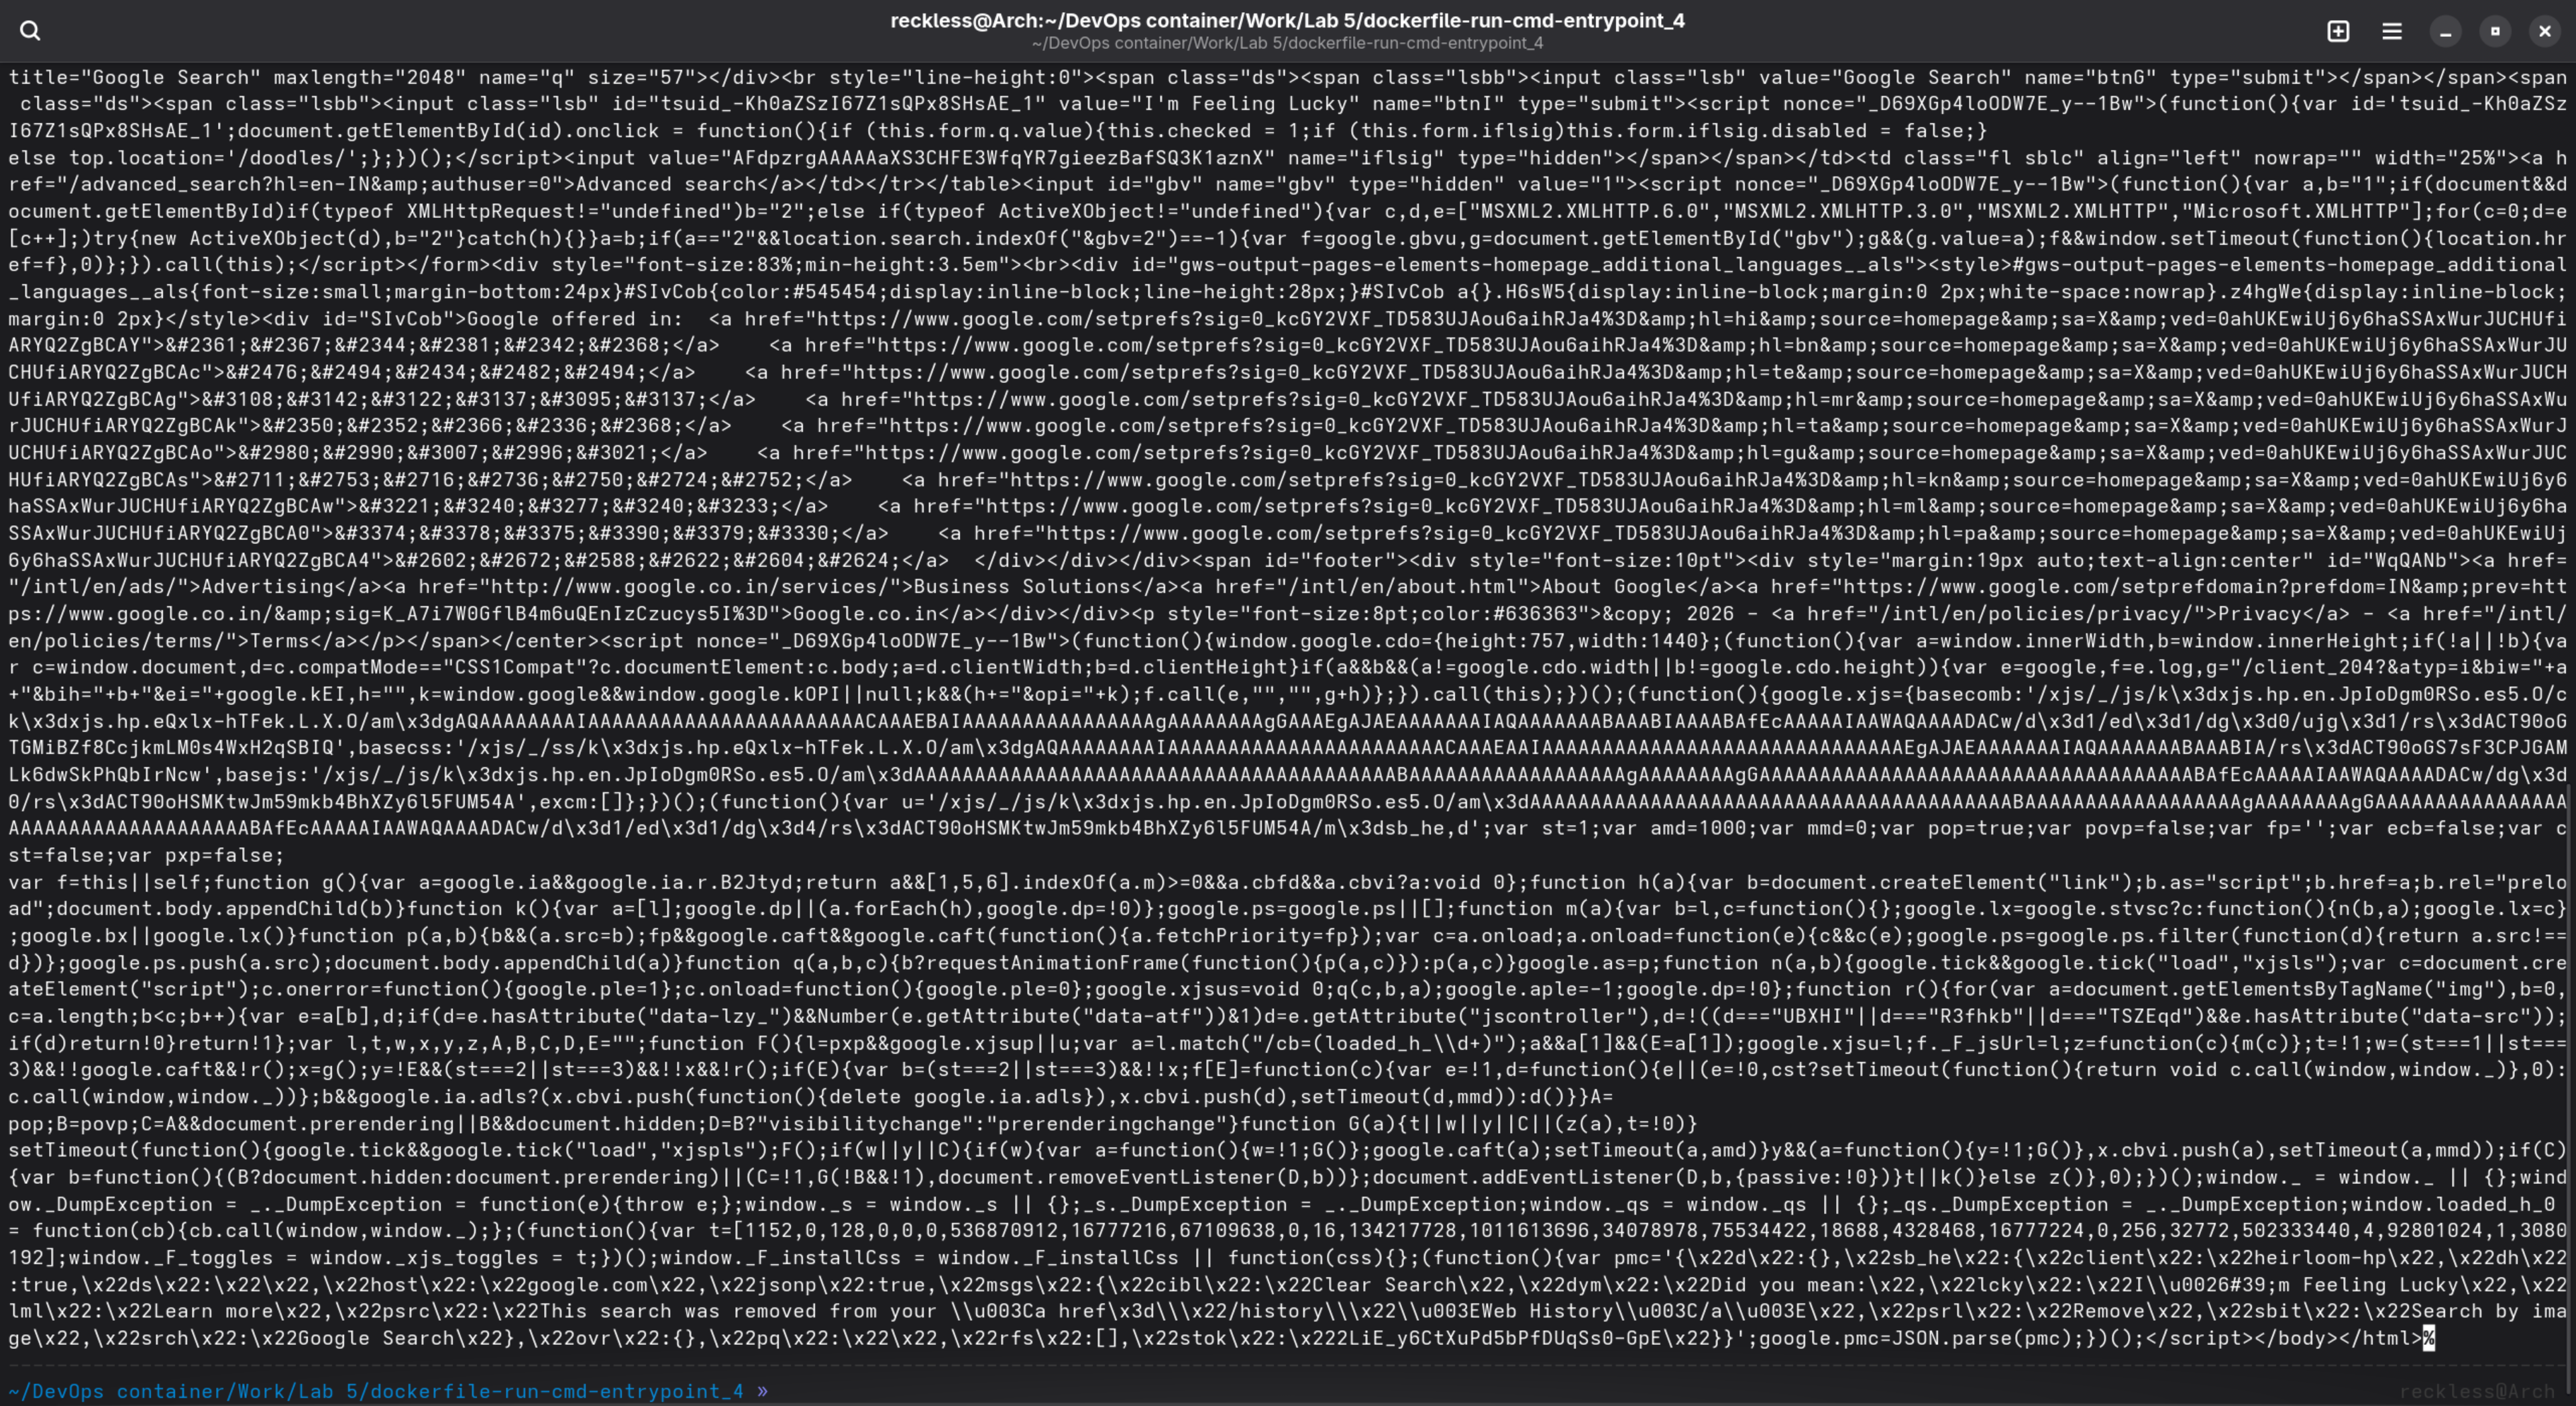 reckless@Arch:~/DevOps container/Work/Lab 5/dockerfile-run-cmd-entrypoint_4
~/DevOps container/Work/Lab 5/dockerfile-run-cmd-entrypoint_4
title="Google Search" maxlength="2048" name="q" size="57"></div><br style="line-height:0"><span class="ds"><span class="lsbb"><input class="lsb" value="Google Search" name="btnG" type="submit"></span></span><span
 class="ds"><span class="lsbb"><input class="lsb" id="tsuid_-Kh0aZSzI67Z1sQPx8SHsAE_1" value="I'm Feeling Lucky" name="btnI" type="submit"><script nonce="_D69XGp4loODW7E_y--1Bw">(function(){var id='tsuid_-Kh0aZSz
I67Z1sQPx8SHsAE_1';document.getElementById(id).onclick = function(){if (this.form.q.value){this.checked = 1;if (this.form.iflsig)this.form.iflsig.disabled = false;}
else top.location='/doodles/';};})();</script><input value="AFdpzrgAAAAAaXS3CHFE3WfqYR7gieezBafSQ3K1aznX" name="iflsig" type="hidden"></span></span></td><td class="fl sblc" align="left" nowrap="" width="25%"><a h
ref="/advanced_search?hl=en-IN&amp;authuser=0">Advanced search</a></td></tr></table><input id="gbv" name="gbv" type="hidden" value="1"><script nonce="_D69XGp4loODW7E_y--1Bw">(function(){var a,b="1";if(document&&d
ocument.getElementById)if(typeof XMLHttpRequest!="undefined")b="2";else if(typeof ActiveXObject!="undefined"){var c,d,e=["MSXML2.XMLHTTP.6.0","MSXML2.XMLHTTP.3.0","MSXML2.XMLHTTP","Microsoft.XMLHTTP"];for(c=0;d=e
[c++];)try{new ActiveXObject(d),b="2"}catch(h){}}a=b;if(a=="2"&&location.search.indexOf("&gbv=2")==-1){var f=google.gbvu,g=document.getElementById("gbv");g&&(g.value=a);f&&window.setTimeout(function(){location.hr
ef=f},0)};}).call(this);</script></form><div style="font-size:83%;min-height:3.5em"><br><div id="gws-output-pages-elements-homepage_additional_languages__als"><style>#gws-output-pages-elements-homepage_additional
_languages__als{font-size:small;margin-bottom:24px}#SIvCob{color:#545454;display:inline-block;line-height:28px;}#SIvCob a{}.H6sW5{display:inline-block;margin:0 2px;white-space:nowrap}.z4hgWe{display:inline-block;
margin:0 2px}</style><div id="SIvCob">Google offered in:  <a href="https://www.google.com/setprefs?sig=0_kcGY2VXF_TD583UJAou6aihRJa4%3D&amp;hl=hi&amp;source=homepage&amp;sa=X&amp;ved=0ahUKEwiUj6y6haSSAxWurJUCHUfi
ARYQ2ZgBCAY">&#2361;&#2367;&#2344;&#2381;&#2342;&#2368;</a>    <a href="https://www.google.com/setprefs?sig=0_kcGY2VXF_TD583UJAou6aihRJa4%3D&amp;hl=bn&amp;source=homepage&amp;sa=X&amp;ved=0ahUKEwiUj6y6haSSAxWurJU
CHUfiARYQ2ZgBCAc">&#2476;&#2494;&#2434;&#2482;&#2494;</a>    <a href="https://www.google.com/setprefs?sig=0_kcGY2VXF_TD583UJAou6aihRJa4%3D&amp;hl=te&amp;source=homepage&amp;sa=X&amp;ved=0ahUKEwiUj6y6haSSAxWurJUCH
UfiARYQ2ZgBCAg">&#3108;&#3142;&#3122;&#3137;&#3095;&#3137;</a>    <a href="https://www.google.com/setprefs?sig=0_kcGY2VXF_TD583UJAou6aihRJa4%3D&amp;hl=mr&amp;source=homepage&amp;sa=X&amp;ved=0ahUKEwiUj6y6haSSAxWu
rJUCHUfiARYQ2ZgBCAk">&#2350;&#2352;&#2366;&#2336;&#2368;</a>    <a href="https://www.google.com/setprefs?sig=0_kcGY2VXF_TD583UJAou6aihRJa4%3D&amp;hl=ta&amp;source=homepage&amp;sa=X&amp;ved=0ahUKEwiUj6y6haSSAxWurJ
UCHUfiARYQ2ZgBCAo">&#2980;&#2990;&#3007;&#2996;&#3021;</a>    <a href="https://www.google.com/setprefs?sig=0_kcGY2VXF_TD583UJAou6aihRJa4%3D&amp;hl=gu&amp;source=homepage&amp;sa=X&amp;ved=0ahUKEwiUj6y6haSSAxWurJUC
HUfiARYQ2ZgBCAs">&#2711;&#2753;&#2716;&#2736;&#2750;&#2724;&#2752;</a>    <a href="https://www.google.com/setprefs?sig=0_kcGY2VXF_TD583UJAou6aihRJa4%3D&amp;hl=kn&amp;source=homepage&amp;sa=X&amp;ved=0ahUKEwiUj6y6
haSSAxWurJUCHUfiARYQ2ZgBCAw">&#3221;&#3240;&#3277;&#3240;&#3233;</a>    <a href="https://www.google.com/setprefs?sig=0_kcGY2VXF_TD583UJAou6aihRJa4%3D&amp;hl=ml&amp;source=homepage&amp;sa=X&amp;ved=0ahUKEwiUj6y6ha
SSAxWurJUCHUfiARYQ2ZgBCA0">&#3374;&#3378;&#3375;&#3390;&#3379;&#3330;</a>    <a href="https://www.google.com/setprefs?sig=0_kcGY2VXF_TD583UJAou6aihRJa4%3D&amp;hl=pa&amp;source=homepage&amp;sa=X&amp;ved=0ahUKEwiUj
6y6haSSAxWurJUCHUfiARYQ2ZgBCA4">&#2602;&#2672;&#2588;&#2622;&#2604;&#2624;</a>  </div></div></div><span id="footer"><div style="font-size:10pt"><div style="margin:19px auto;text-align:center" id="WqQANb"><a href=
"/intl/en/ads/">Advertising</a><a href="http://www.google.co.in/services/">Business Solutions</a><a href="/intl/en/about.html">About Google</a><a href="https://www.google.com/setprefdomain?prefdom=IN&amp;prev=htt
ps://www.google.co.in/&amp;sig=K_A7i7W0GflB4m6uQEnIzCzucys5I%3D">Google.co.in</a></div></div><p style="font-size:8pt;color:#636363">&copy; 2026 - <a href="/intl/en/policies/privacy/">Privacy</a> - <a href="/intl/
en/policies/terms/">Terms</a></p></span></center><script nonce="_D69XGp4loODW7E_y--1Bw">(function(){window.google.cdo={height:757,width:1440};(function(){var a=window.innerWidth,b=window.innerHeight;if(!a||!b){va
r c=window.document,d=c.compatMode=="CSS1Compat"?c.documentElement:c.body;a=d.clientWidth;b=d.clientHeight}if(a&&b&&(a!=google.cdo.width||b!=google.cdo.height)){var e=google,f=e.log,g="/client_204?&atyp=i&biw="+a
+"&bih="+b+"&ei="+google.kEI,h="",k=window.google&&window.google.kOPI||null;k&&(h+="&opi="+k);f.call(e,"","",g+h)};}).call(this);})();(function(){google.xjs={basecomb:'/xjs/_/js/k\x3dxjs.hp.en.JpIoDgm0RSo.es5.O/c
TGMiBZf8CcjkmLM0s4WxH2qSBIQ',basecss:'/xjs/_/ss/k\x3dxjs.hp.eQxlx-hTFek.L.X.O/
Lk6dwSkPhQbIrNcw',basejs:'/xjs/_/js/k\x3dxjs.hp.en.JpIoDgm0RSo.es5.O/
0/rs\x3dACT90oHSMKtwJm59mkb4BhXZy6l5FUM54A',excm:[]};})();(function(){var u='/xjs/_/js/k\x3dxjs.hp.en.JpIoDgm0RSo.es5.O/
/d\x3d1/ed\x3d1/dg\x3d4/rs\x3dACT90oHSMKtwJm59mkb4BhXZy6l5FUM54A/m\x3dsb_he,d';var st=1;var amd=1000;var mmd=0;var pop=true;var povp=false;var fp='';var ecb=false;var c
st=false;var pxp=false;
var f=this||self;function g(){var a=google.ia&&google.ia.r.B2Jtyd;return a&&[1,5,6].indexOf(a.m)>=0&&a.cbfd&&a.cbvi?a:void 0};function h(a){var b=document.createElement("link");b.as="script";b.href=a;b.rel="prelo
ad";document.body.appendChild(b)}function k(){var a=[l];google.dp||(a.forEach(h),google.dp=!0)};google.ps=google.ps||[];function m(a){var b=l,c=function(){};google.lx=google.stvsc?c:function(){n(b,a);google.lx=c}
;google.bx||google.lx()}function p(a,b){b&&(a.src=b);fp&&google.caft&&google.caft(function(){a.fetchPriority=fp});var c=a.onload;a.onload=function(e){c&&c(e);google.ps=google.ps.filter(function(d){return a.src!==
d})};google.ps.push(a.src);document.body.appendChild(a)}function q(a,b,c){b?requestAnimationFrame(function(){p(a,c)}):p(a,c)}google.as=p;function n(a,b){google.tick&&google.tick("load","xjsls");var c=document.cre
ateElement("script");c.onerror=function(){google.ple=1};c.onload=function(){google.ple=0};google.xjsus=void 0;q(c,b,a);google.aple=-1;google.dp=!0};function r(){for(var a=document.getElementsByTagName("img"),b=0,
c=a.length;b<c;b++){var e=a[b],d;if(d=e.hasAttribute("data-lzy_")&&Number(e.getAttribute("data-atf"))&1)d=e.getAttribute("jscontroller"),d=!((d==="UBXHI"||d==="R3fhkb"||d==="TSZEqd")&&e.hasAttribute("data-src"));
if(d)return!0}return!1};var l,t,w,x,y,z,A,B,C,D,E="";function F(){l=pxp&&google.xjsup||u;var a=l.match("/cb=(loaded_h_\\d+)");a&&a[1]&&(E=a[1]);google.xjsu=l;f._F_jsUrl=l;z=function(c){m(c)};t=!1;w=(st===1||st===
3)&&!!google.caft&&!r();x=g();y=!E&&(st===2||st===3)&&!!x&&!r();if(E){var b=(st===2||st===3)&&!!x;f[E]=function(c){var e=!1,d=function(){e||(e=!0,cst?setTimeout(function(){return void c.call(window,window._)},0):
c.call(window,window._))};b&&google.ia.adls?(x.cbvi.push(function(){delete google.ia.adls}),x.cbvi.push(d),setTimeout(d,mmd)):d()}}A=
pop;B=povp;C=A&&document.prerendering||B&&document.hidden;D=B?"visibilitychange":"prerenderingchange"}function G(a){t||w||y||C||(z(a),t=!0)}
setTimeout(function(){google.tick&&google.tick("load","xjspls");F();if(w||y||C){if(w){var a=function(){w=!1;G()};google.caft(a);setTimeout(a,amd)}y&&(a=function(){y=!1;G()},x.cbvi.push(a),setTimeout(a,mmd));if(C)
{var b=function(){(B?document.hidden:document.prerendering)||(C=!1,G(!B&&!1),document.removeEventListener(D,b))};document.addEventListener(D,b,{passive:!0})}t||k()}else z()},0);})();window._ = window._ || {};wind
ow._DumpException = _._DumpException = function(e){throw e;};window._s = window._s || {};_s._DumpException = _._DumpException;window._qs = window._qs || {};_qs._DumpException = _._DumpException;window.loaded_h_0
= function(cb){cb.call(window,window._);};(function(){var t=[1152,0,128,0,0,0,536870912,16777216,67109638,0,16,134217728,1011613696,34078978,75534422,18688,4328468,16777224,0,256,32772,502333440,4,92801024,1,3080
192];window._F_toggles = window._xjs_toggles = t;})();window._F_installCss = window._F_installCss || function(css){};(function(){var pmc='{\x22d\x22:{},\x22sb_he\x22:{\x22client\x22:\x22heirloom-hp\x22,\x22dh\x22
:true,\x22ds\x22:\x22\x22,\x22host\x22:\x22google.com\x22,\x22jsonp\x22:true,\x22msgs\x22:{\x22cibl\x22:\x22Clear Search\x22,\x22dym\x22:\x22Did you mean:\x22,\x22lcky\x22:\x22I\\u0026#39;m Feeling Lucky\x22,\x22
lml\x22:\x22Learn more\x22,\x22psrc\x22:\x22This search was removed from your \\u003Ca href\x3d\\\x22/history\\\x22\\u003EWeb History\\u003C/a\\u003E\x22,\x22psrl\x22:\x22Remove\x22,\x22sbit\x22:\x22Search by ima
ge\x22,\x22srch\x22:\x22Google Search\x22},\x22ovr\x22:{},\x22pq\x22:\x22\x22,\x22rfs\x22:[],\x22stok\x22:\x222LiE_y6CtXuPd5bPfDUqSs0-GpE\x22}}';google.pmc=JSON.parse(pmc);})();</script></body></html>%
~/DevOps container/Work/Lab 5/dockerfile-run-cmd-entrypoint_4 »
reckless@Arch